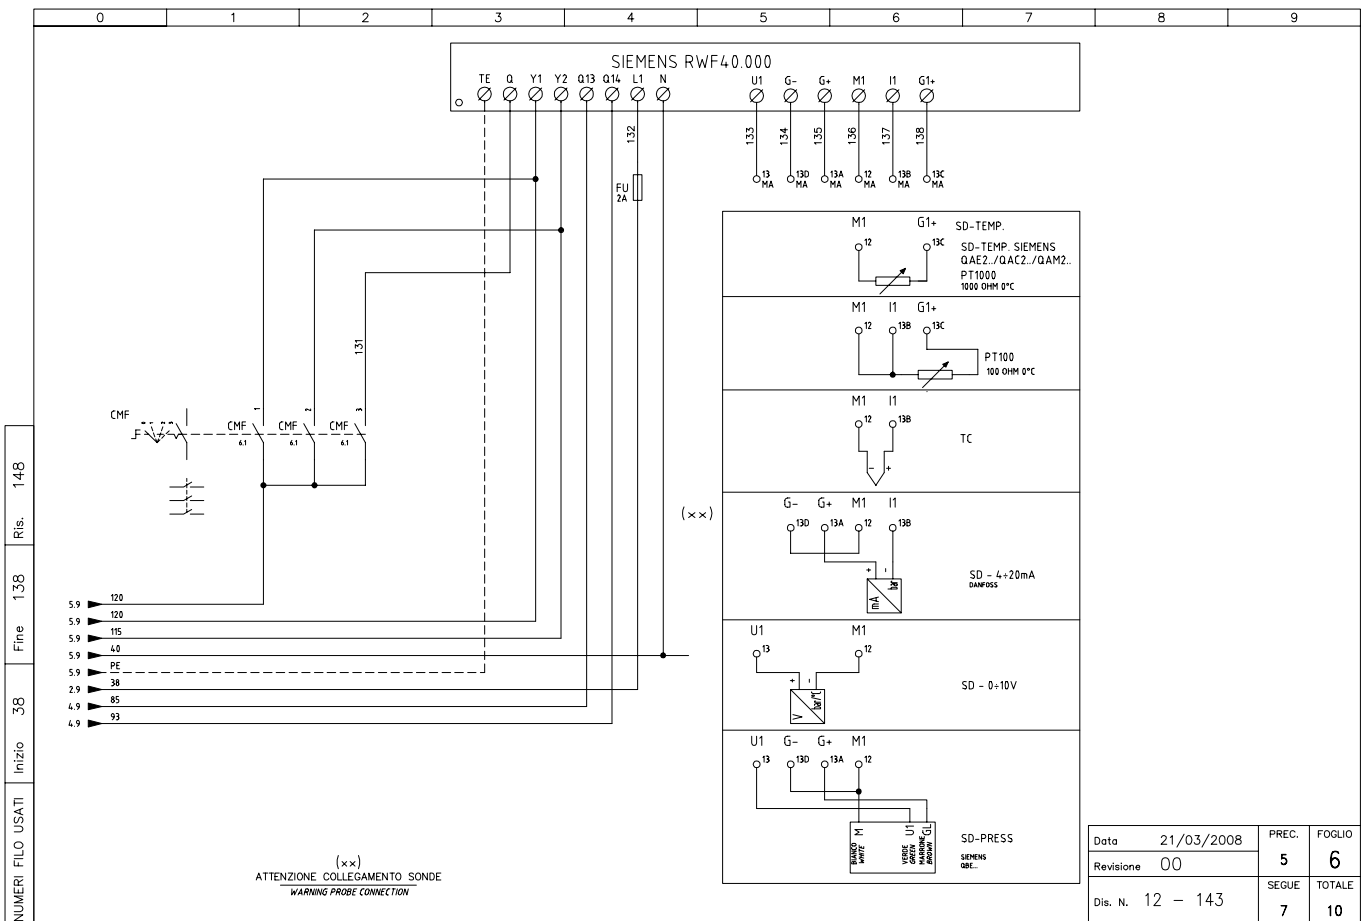 0 1 2 3 4 5 6 7 8 9
SIEMENS RWF40.000
TE Q Y1 Y2 Q13 Q14 L1 N U1 G- G+ M1 I1 G1+
132 133 134 135 136 137 138
13 MA 13D MA 13A MA 12 MA 13B MA 13C MA
FU
2A
M1 G1+ SD-TEMP.
12 13C SD-TEMP. SIEMENS
QAE2../QAC2../QAM2..
PT1000
1000 OHM 0°C
M1 I1 G1+
12 13B 13C
PT100
100 OHM 0°C
131
M1 I1
12 13B
TC
- +
CMF
1 2 3
CMF CMF CMF
6.1 6.1 6.1
(xx)
G- G+ M1 I1
13D 13A 12 13B
+ -
mA bar
SD - 4÷20mA
DANFOSS
U1 M1
13 12
+ -
V bar/°C
SD - 0÷10V
U1 G- G+ M1
13 13D 13A 12
M U1 GL
BIANCO
WHITE
VERDE
GREEN
MARRONE
BROWN
SD-PRESS
SIEMENS
QBE..
5.9 120
5.9 120
5.9 115
5.9 40
5.9 PE
2.9 38
4.9 85
4.9 93
(xx)
ATTENZIONE COLLEGAMENTO SONDE
WARNING PROBE CONNECTION
NUMERI FILO USATI Inizio 38 Fine 138 Ris. 148
Data 21/03/2008 PREC. FOGLIO
Revisione 00 5 6
Dis. N. 12 - 143 SEGUE TOTALE
7 10